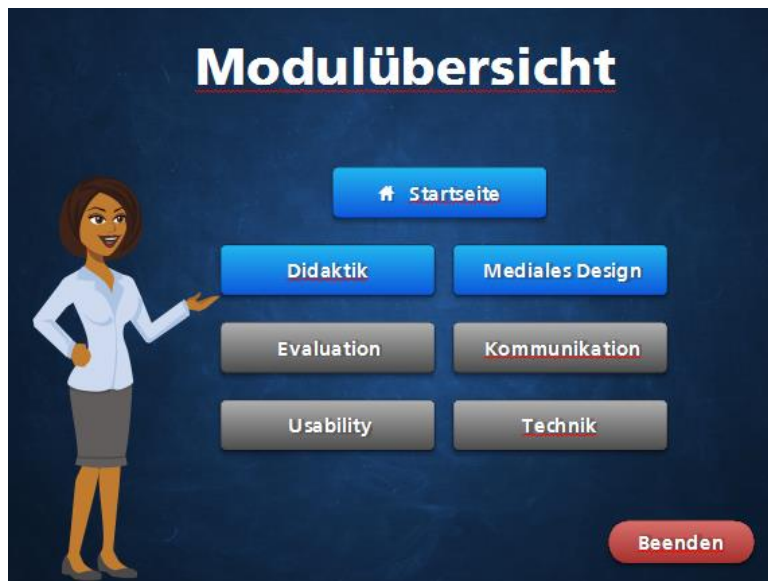 Modulübersicht
Startseite
Didaktik
Mediales Design
Evaluation
Kommunikation
Usability
Technik
Beenden